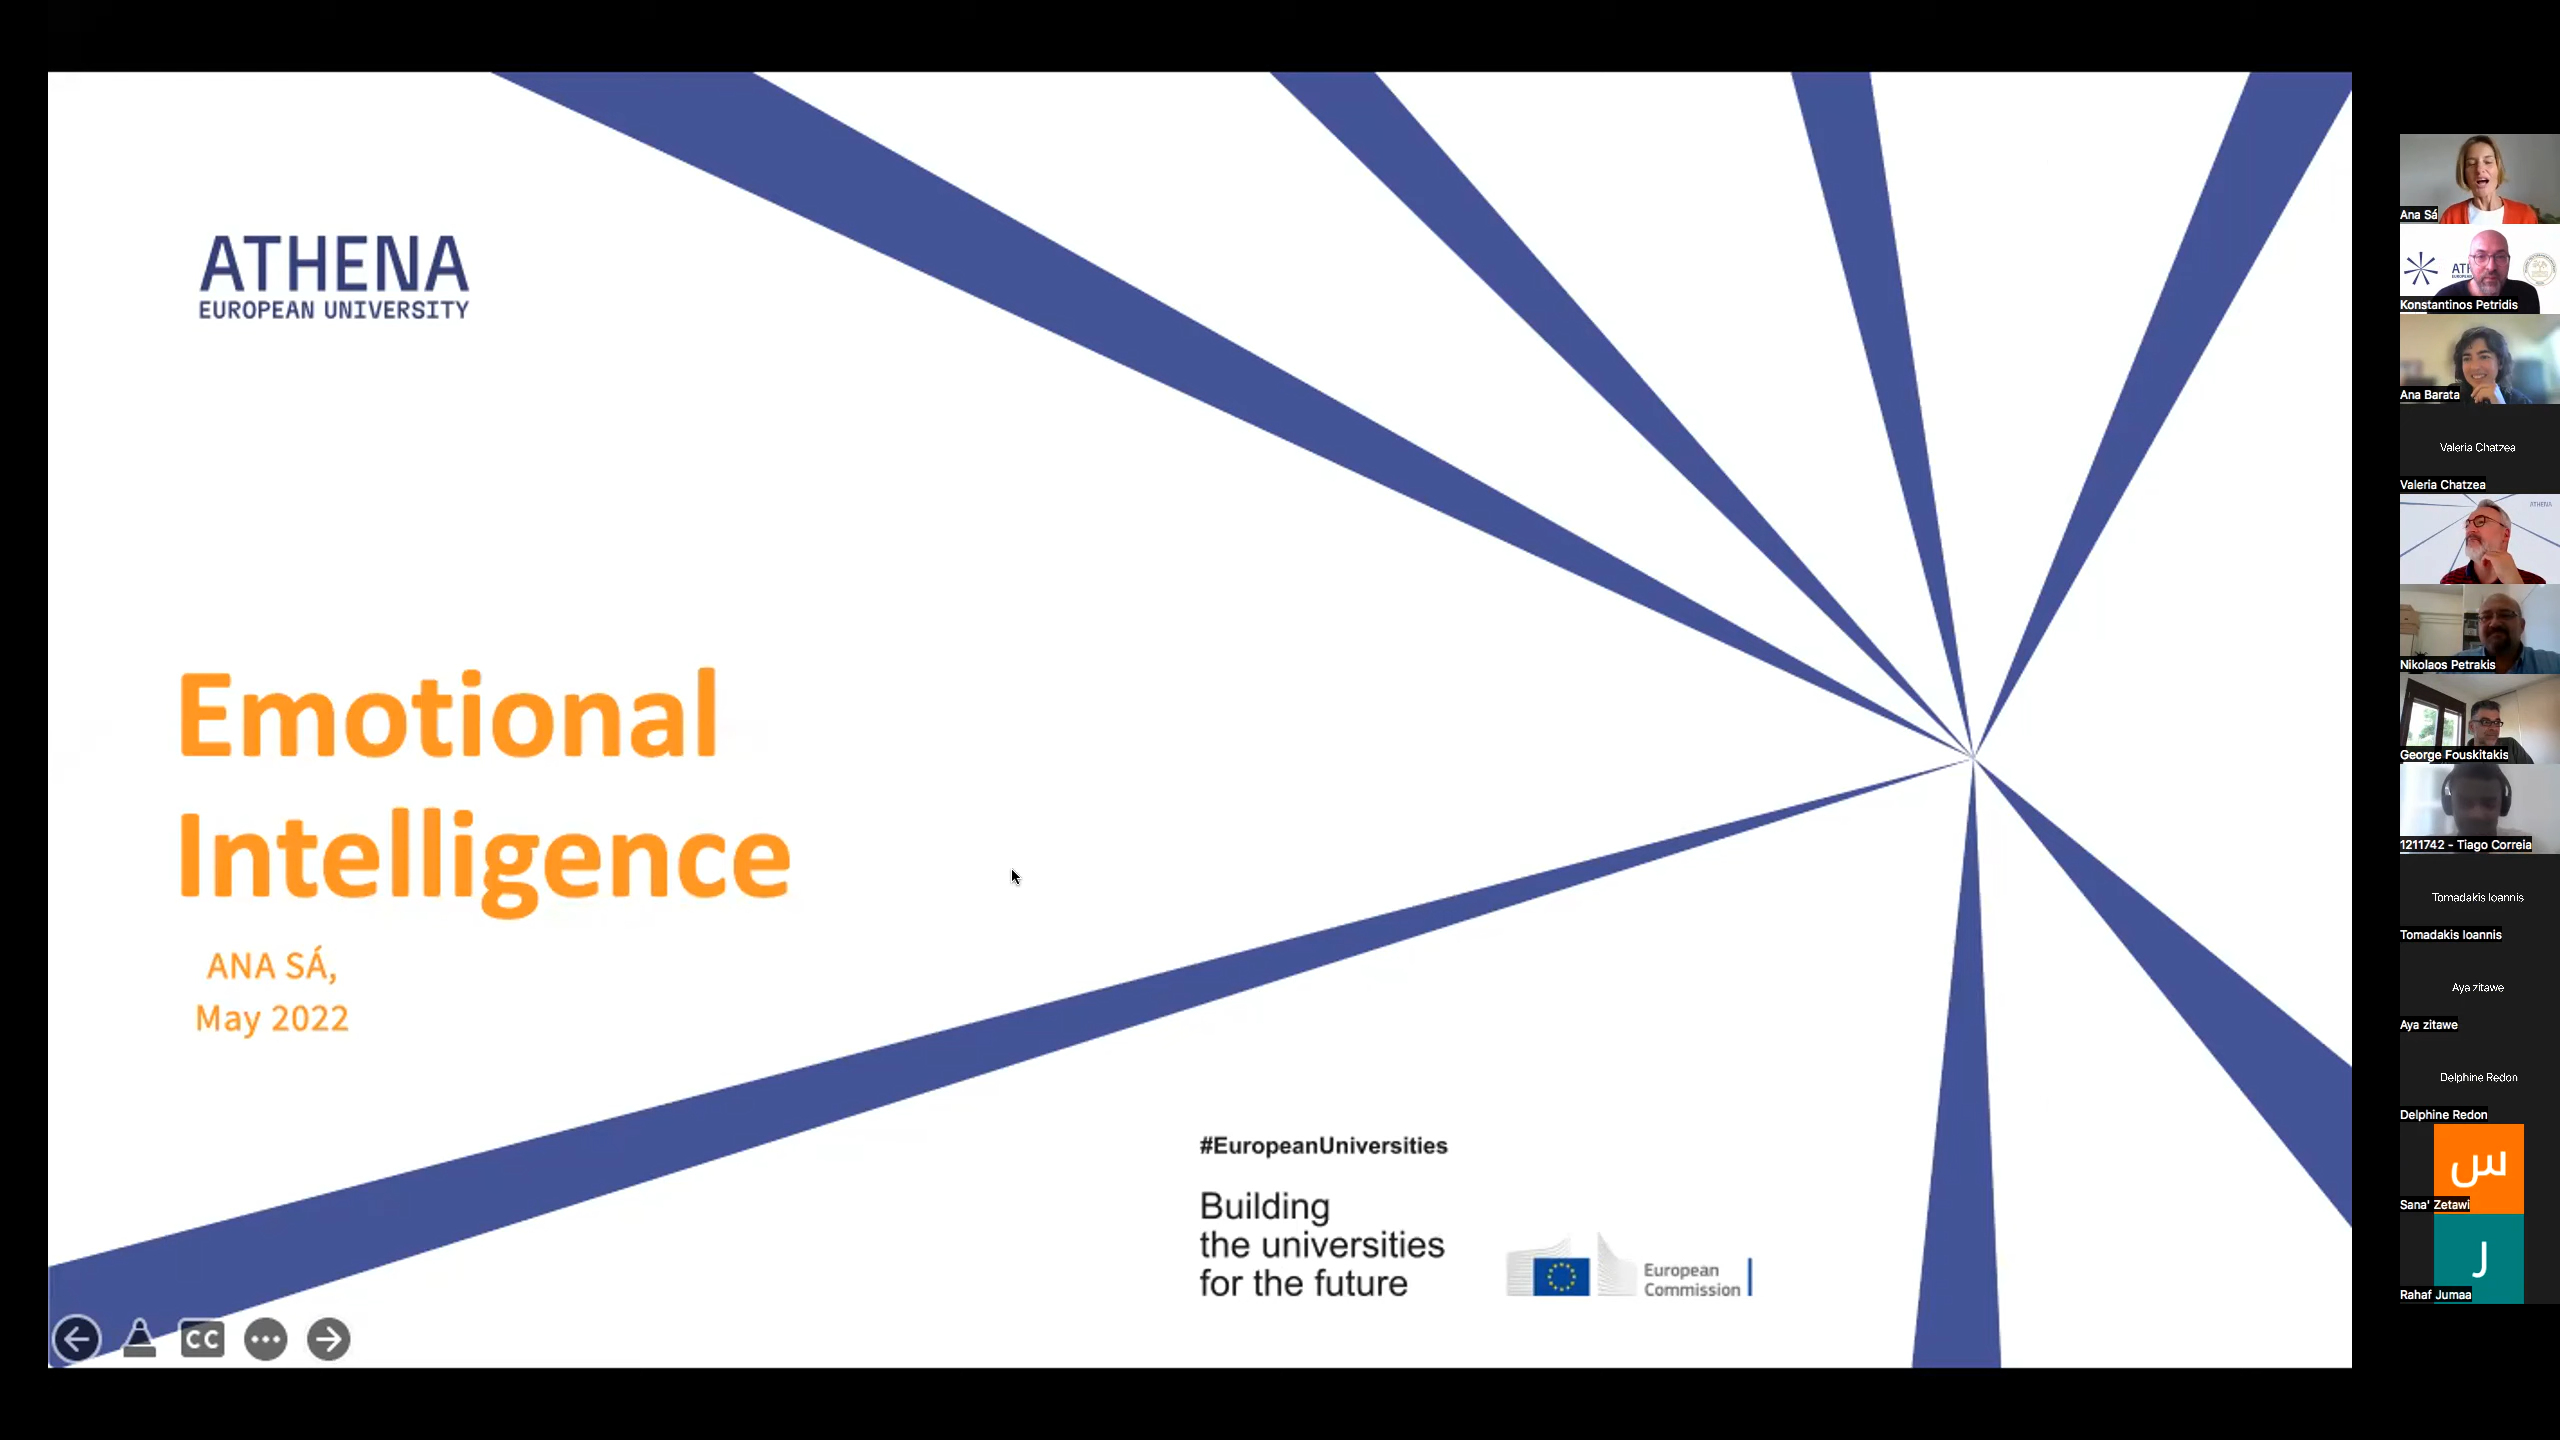 ATHENA
EUROPEAN UNIVERSITY
Emotional
Intelligence
ANA SÁ,
May 2022
#EuropeanUniversities
Building
the universities
for the future
European
Commission
CC
Ana Sá
Konstantinos Petridis
Ana Barata
Valeria Chatzea
Valeria Chatzea
ATHENA
Nikolaos Petrakis
George Fouskitakis
1211742 - Tiago Correia
Tomadakis Ioannis
Tomadakis Ioannis
Aya zitawe
Aya zitawe
Delphine Redon
Delphine Redon
س
Sana' Zetawi
ر
Rahaf Jumaa